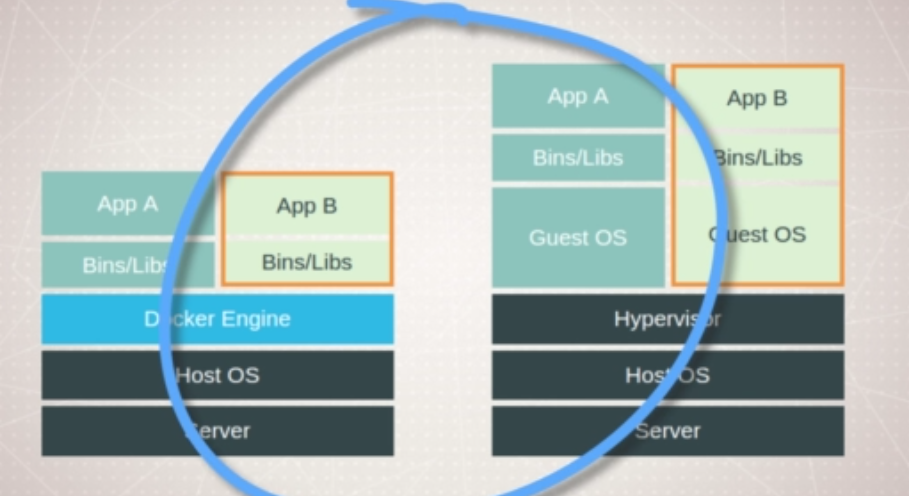 App A
App B
Bins/Libs
Bins/Libs
Docker Engine
Host OS
Server
App A
App B
Bins/Libs
Bins/Libs
Guest OS
Guest OS
Hypervisor
Host OS
Server